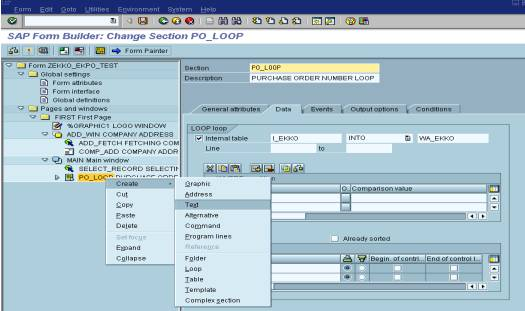 Form Edit Goto Utilities Environment System Help
SAP Form Builder: Change Section PO_LOOP
Form Painter
Form ZEKKO_EKPO_TEST
Global settings
Form attributes
Form interface
Global definitions
Pages and windows
FIRST First Page
%GRAPHIC1 LOGO WINDOW
ADD_WIN COMPANY ADDRESS
ADD_FETCH FETCHING COM
COMP_ADD COMPANY ADDR
MAIN Main window
SELECT_RECORD SELECTIN
PO_LOOP PURCHASE ORDE
Section PO_LOOP
Description PURCHASE ORDER NUMBER LOOP
General attributes Data Events Output options Conditions
LOOP loop
Internal table I_EKKO INTO WA_EKKO
Line to
O. Comparison value
Already sorted
Begin. of contrl... End of control l...
Create
Cut
Copy
Paste
Delete
Set focus
Expand
Collapse
Graphic
Address
Text
Alternative
Command
Program lines
Reference
Folder
Loop
Table
Template
Complex section